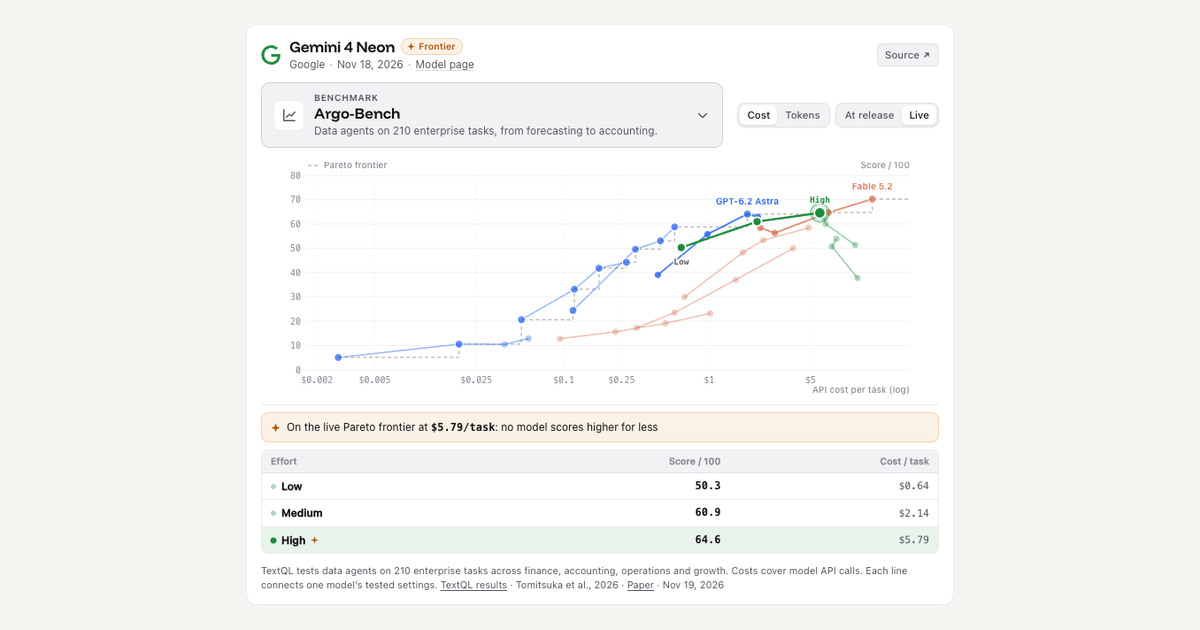 Gemini 4 Neon
Frontier
Google · Nov 18, 2026 · Model page
Source ↗
BENCHMARK
Argo-Bench
Data agents on 210 enterprise tasks, from forecasting to accounting.
Cost Tokens
At release Live
Pareto frontier
Score / 100
80
70
60
50
40
30
20
10
0
Fable 5.2
High
GPT-6.2 Astra
Low
$0.002 $0.005 $0.025 $0.1 $0.25 $1 $5
API cost per task (log)
On the live Pareto frontier at $5.79/task: no model scores higher for less
Effort Score / 100 Cost / task
Low 50.3 $0.64
Medium 60.9 $2.14
High 64.6 $5.79
TextQL tests data agents on 210 enterprise tasks across finance, accounting, operations and growth. Costs cover model API calls. Each line
connects one model's tested settings. TextQL results · Tomitsuka et al., 2026 · Paper · Nov 19, 2026